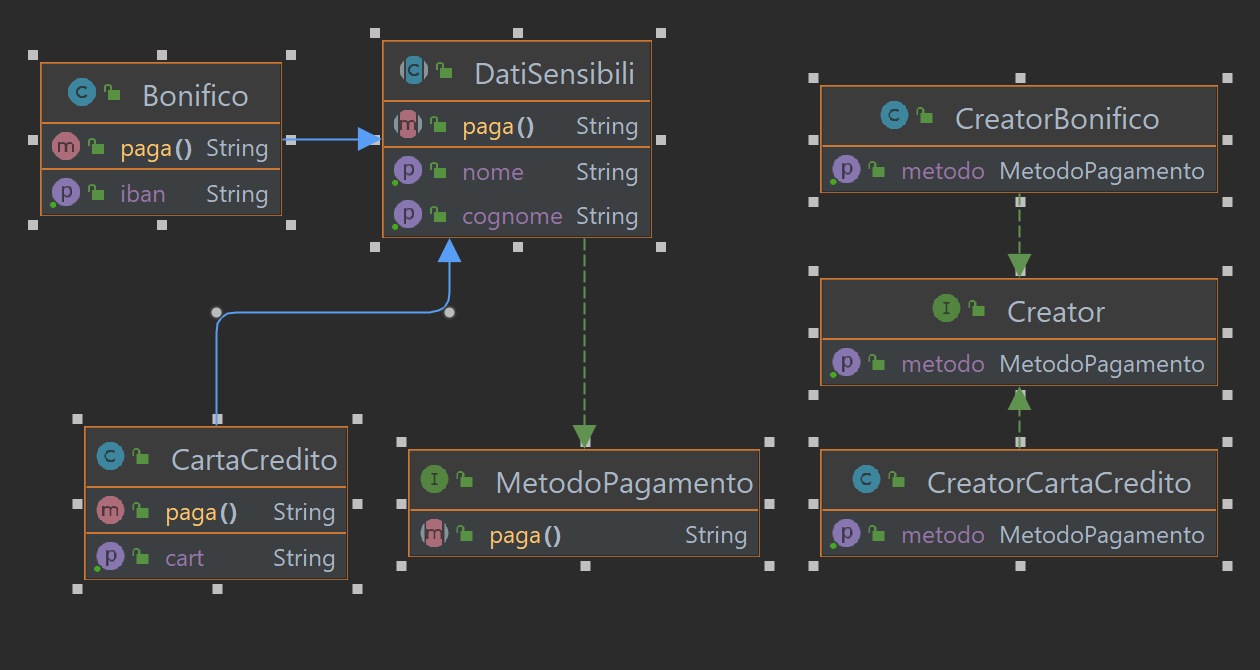 Bonifico
paga() String
iban String
DatiSensibili
paga() String
nome String
cognome String
CreatorBonifico
metodo MetodoPagamento
Creator
metodo MetodoPagamento
CartaCredito
paga() String
cart String
MetodoPagamento
paga() String
CreatorCartaCredito
metodo MetodoPagamento